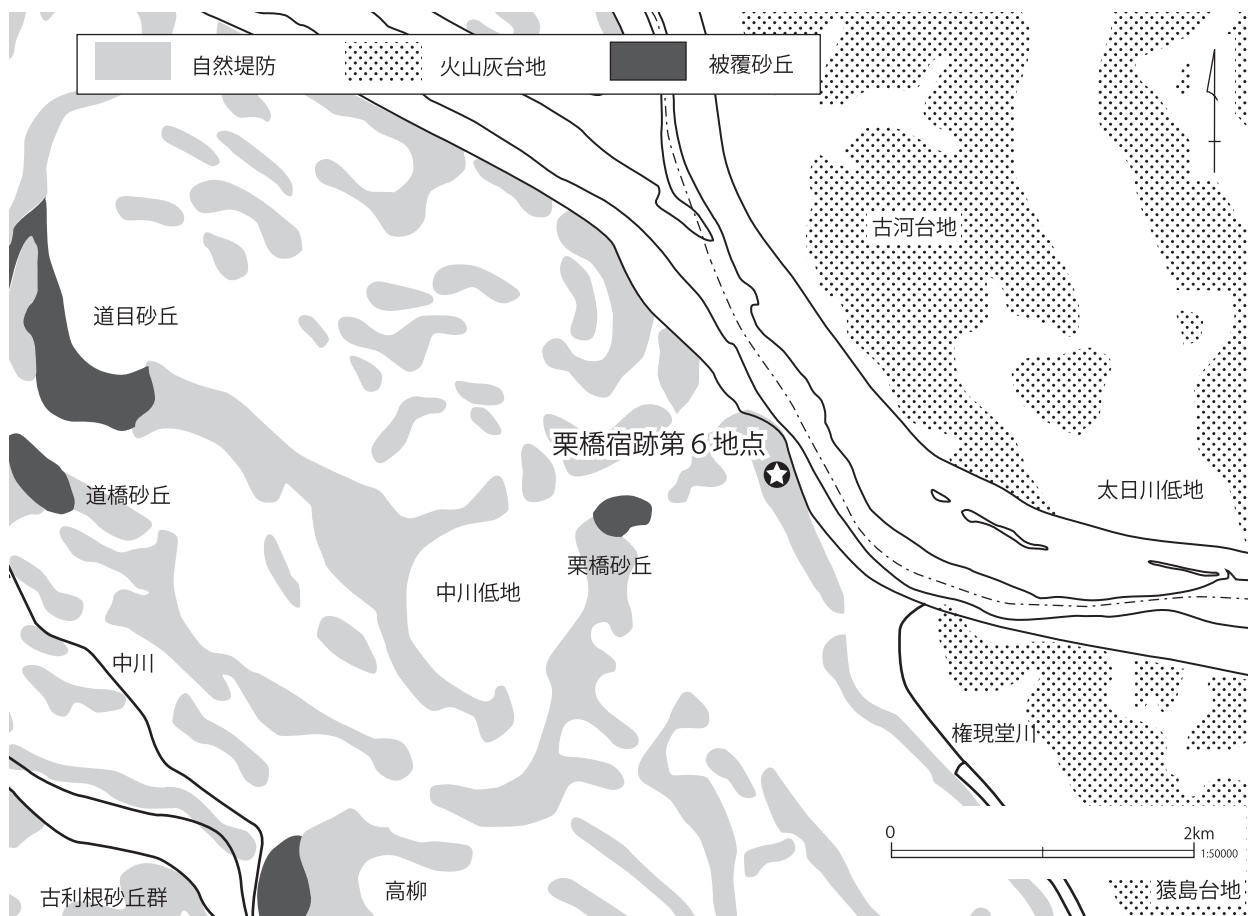 自然堤防
火山灰台地
被覆砂丘
古河台地
道目砂丘
栗橋宿跡第６地点
道橋砂丘
太日川低地
栗橋砂丘
中川低地
中川
権現堂川
0
2km
1:50000
古利根砂丘群
高柳
猿島台地